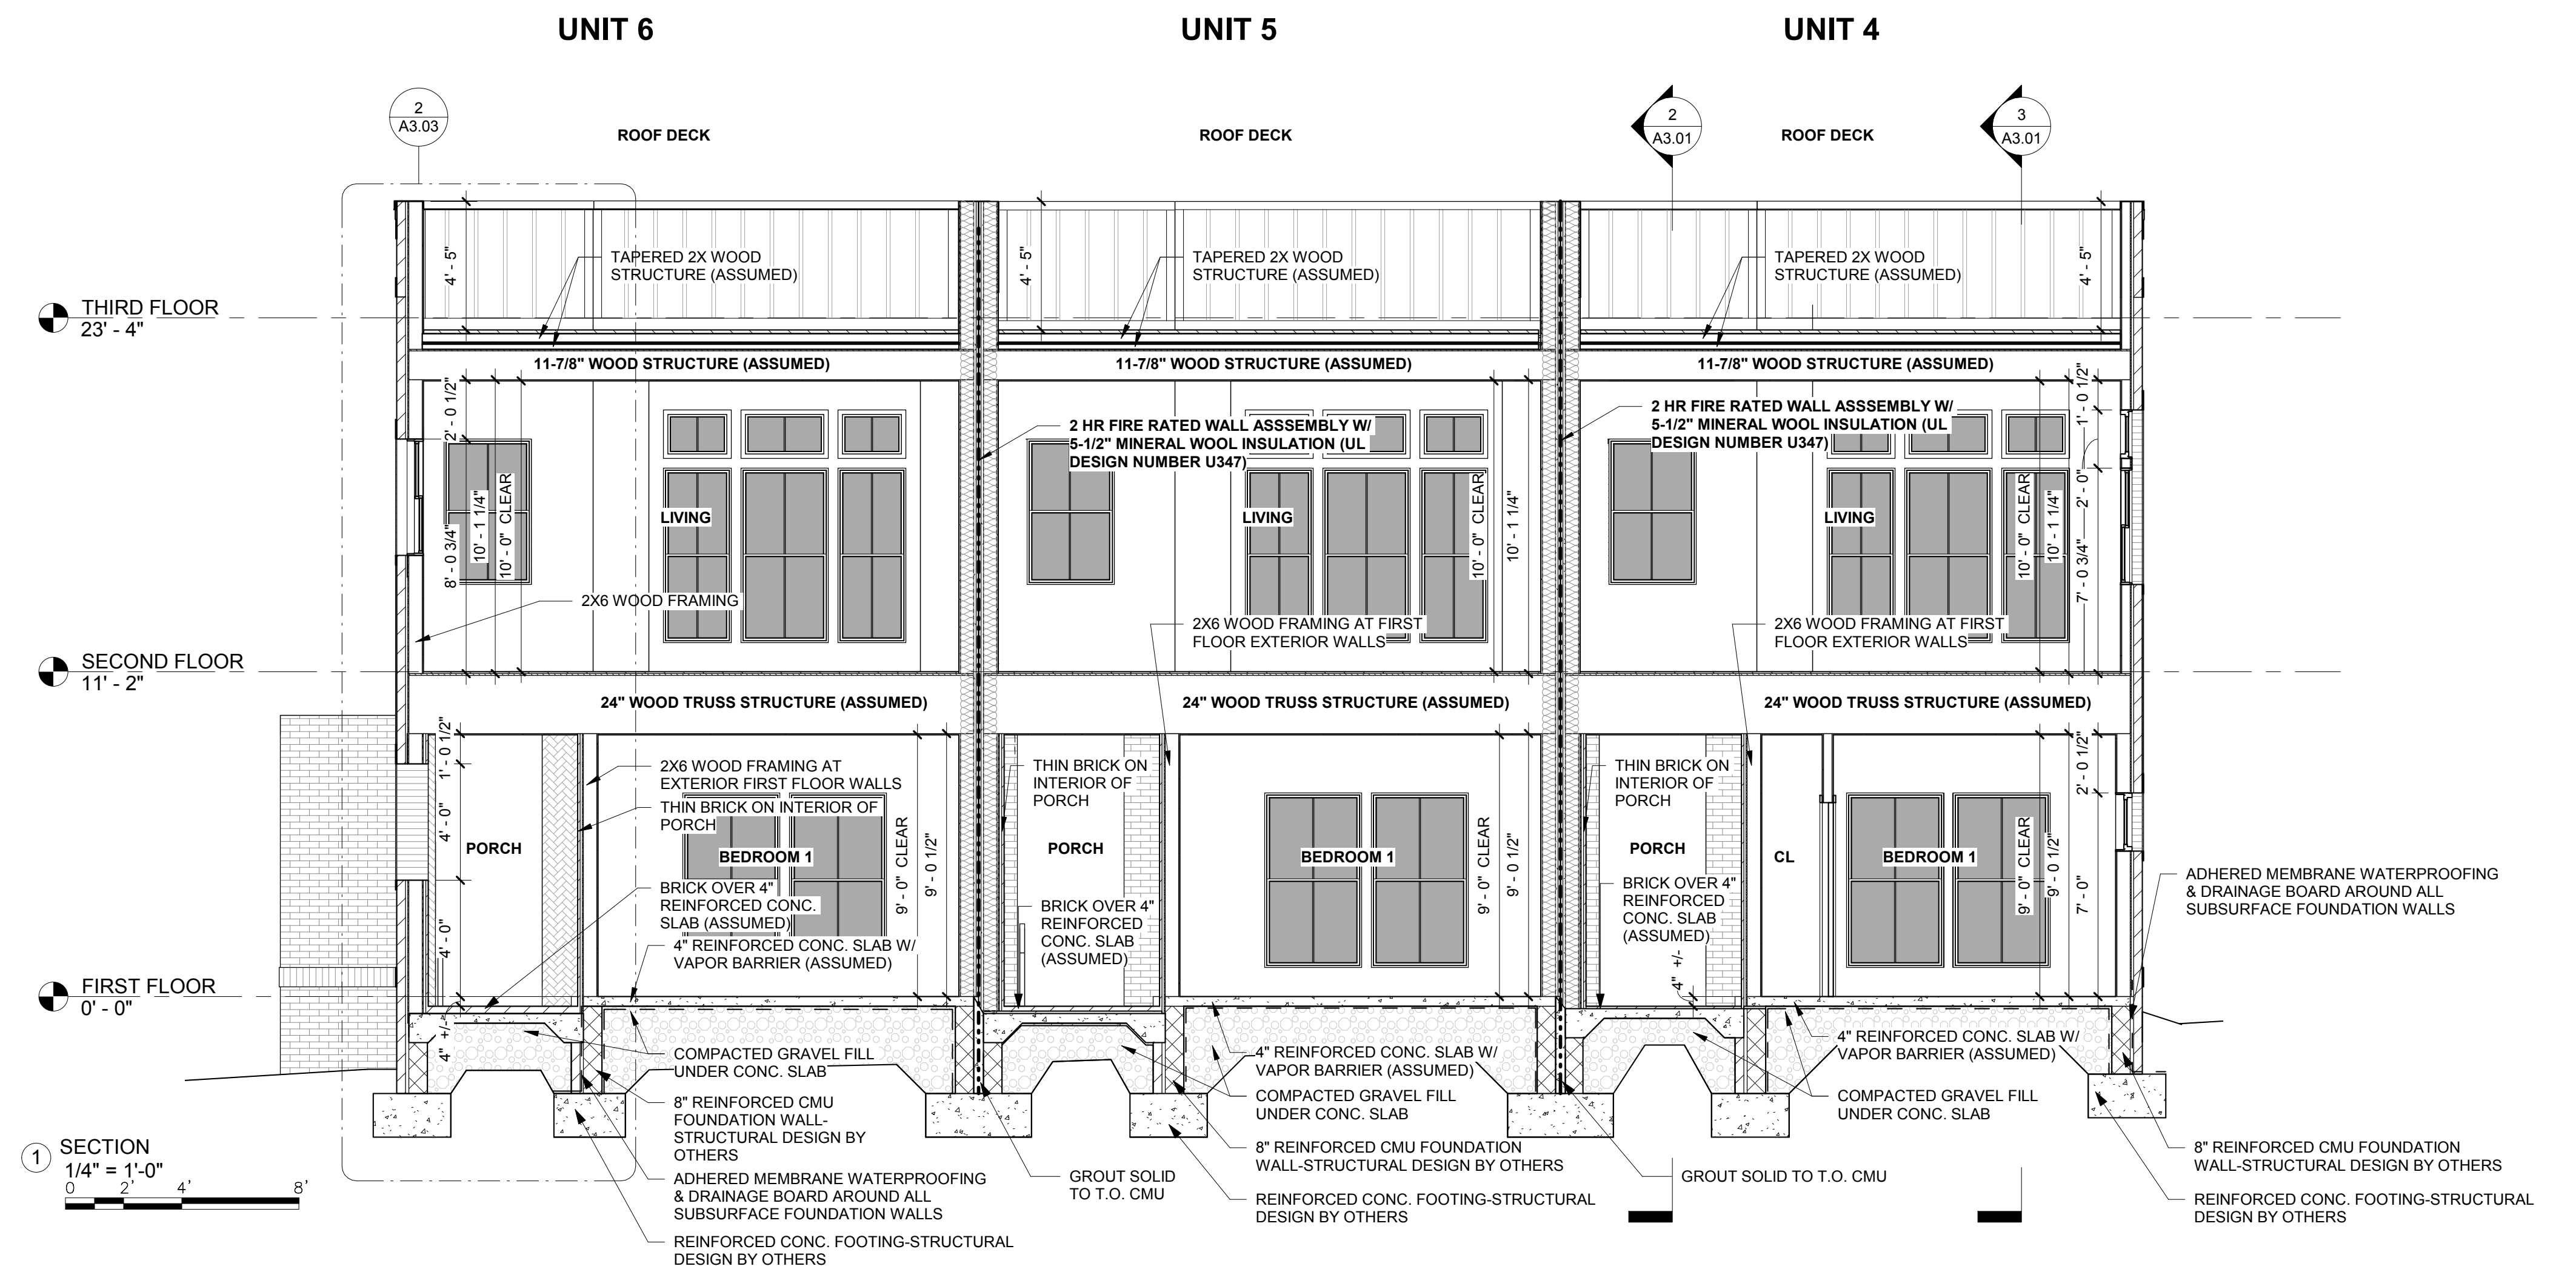 UNIT 6
UNIT 5
UNIT 4
2
A3.03
ROOF DECK
ROOF DECK
2
A3.01
ROOF DECK
3
A3.01
4' - 5"
TAPERED 2X WOOD
STRUCTURE (ASSUMED)
4' - 5"
TAPERED 2X WOOD
STRUCTURE (ASSUMED)
TAPERED 2X WOOD
STRUCTURE (ASSUMED)
4' - 5"
THIRD FLOOR
23' - 4"
11-7/8" WOOD STRUCTURE (ASSUMED)
11-7/8" WOOD STRUCTURE (ASSUMED)
11-7/8" WOOD STRUCTURE (ASSUMED)
2' - 0 1/2"
8' - 0 3/4"
10' - 1 1/4"
10' - 0" CLEAR
LIVING
2X6 WOOD FRAMING
2 HR FIRE RATED WALL ASSSEMBLY W/
5-1/2" MINERAL WOOL INSULATION (UL
DESIGN NUMBER U347)
LIVING
10' - 0" CLEAR
10' - 1 1/4"
2X6 WOOD FRAMING AT FIRST
FLOOR EXTERIOR WALLS
2 HR FIRE RATED WALL ASSSEMBLY W/
5-1/2" MINERAL WOOL INSULATION (UL
DESIGN NUMBER U347)
LIVING
10' - 0" CLEAR
10' - 1 1/4"
1' - 0 1/2"
2' - 0"
7' - 0 3/4"
2X6 WOOD FRAMING AT FIRST
FLOOR EXTERIOR WALLS
SECOND FLOOR
11' - 2"
24" WOOD TRUSS STRUCTURE (ASSUMED)
24" WOOD TRUSS STRUCTURE (ASSUMED)
24" WOOD TRUSS STRUCTURE (ASSUMED)
1' - 0 1/2"
4' - 0"
4' - 0"
4" +/-
PORCH
2X6 WOOD FRAMING AT
EXTERIOR FIRST FLOOR WALLS
THIN BRICK ON INTERIOR OF
PORCH
BEDROOM 1
BRICK OVER 4"
REINFORCED CONC.
SLAB (ASSUMED)
4" REINFORCED CONC. SLAB W/
VAPOR BARRIER (ASSUMED)
9' - 0" CLEAR
9' - 0 1/2"
THIN BRICK ON
INTERIOR OF
PORCH
PORCH
BRICK OVER 4"
REINFORCED
CONC. SLAB
(ASSUMED)
BEDROOM 1
9' - 0" CLEAR
9' - 0 1/2"
THIN BRICK ON
INTERIOR OF
PORCH
PORCH
BRICK OVER 4"
REINFORCED
CONC. SLAB
(ASSUMED)
4" +/-
CL
BEDROOM 1
9' - 0" CLEAR
9' - 0 1/2"
2' - 0 1/2"
7' - 0"
ADHERED MEMBRANE WATERPROOFING
& DRAINAGE BOARD AROUND ALL
SUBSURFACE FOUNDATION WALLS
FIRST FLOOR
0' - 0"
COMPACTED GRAVEL FILL
UNDER CONC. SLAB
8" REINFORCED CMU
FOUNDATION WALL-
STRUCTURAL DESIGN BY
OTHERS
ADHERED MEMBRANE WATERPROOFING
& DRAINAGE BOARD AROUND ALL
SUBSURFACE FOUNDATION WALLS
REINFORCED CONC. FOOTING-STRUCTURAL
DESIGN BY OTHERS
GROUT SOLID
TO T.O. CMU
4" REINFORCED CONC. SLAB W/
VAPOR BARRIER (ASSUMED)
COMPACTED GRAVEL FILL
UNDER CONC. SLAB
8" REINFORCED CMU FOUNDATION
WALL-STRUCTURAL DESIGN BY OTHERS
REINFORCED CONC. FOOTING-STRUCTURAL
DESIGN BY OTHERS
GROUT SOLID TO T.O. CMU
4" REINFORCED CONC. SLAB W/
VAPOR BARRIER (ASSUMED)
COMPACTED GRAVEL FILL
UNDER CONC. SLAB
8" REINFORCED CMU FOUNDATION
WALL-STRUCTURAL DESIGN BY OTHERS
REINFORCED CONC. FOOTING-STRUCTURAL
DESIGN BY OTHERS
1
SECTION
1/4" = 1'-0"
0 2' 4' 8'